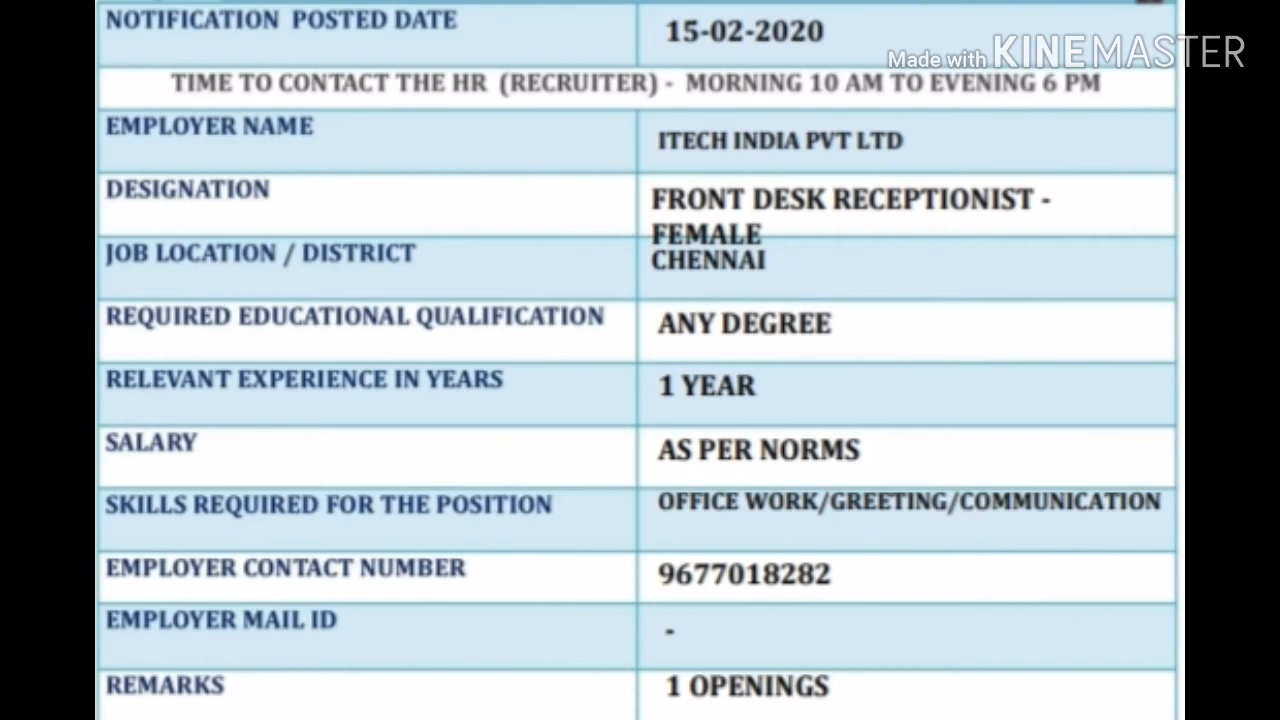 NOTIFICATION POSTED DATE
15-02-2020
Made with KINEMASTER
TIME TO CONTACT THE HR (RECRUITER) - MORNING 10 AM TO EVENING 6 PM
EMPLOYER NAME
ITECH INDIA PVT LTD
DESIGNATION
FRONT DESK RECEPTIONIST -
FEMALE
JOB LOCATION / DISTRICT
CHENNAI
REQUIRED EDUCATIONAL QUALIFICATION
ANY DEGREE
RELEVANT EXPERIENCE IN YEARS
1 YEAR
SALARY
AS PER NORMS
SKILLS REQUIRED FOR THE POSITION
OFFICE WORK/GREETING/COMMUNICATION
EMPLOYER CONTACT NUMBER
9677018282
EMPLOYER MAIL ID
-
REMARKS
1 OPENINGS